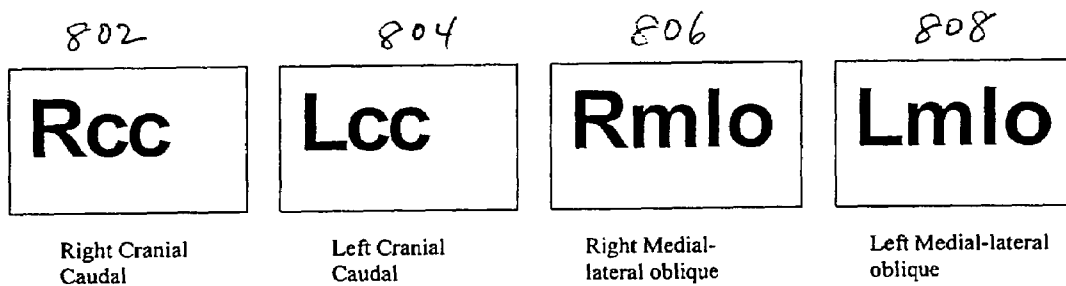 802 804 806 808
Rcc Lcc Rmlo Lmlo
Right Cranial Left Cranial Right Medial- Left Medial-lateral
Caudal Caudal lateral oblique oblique